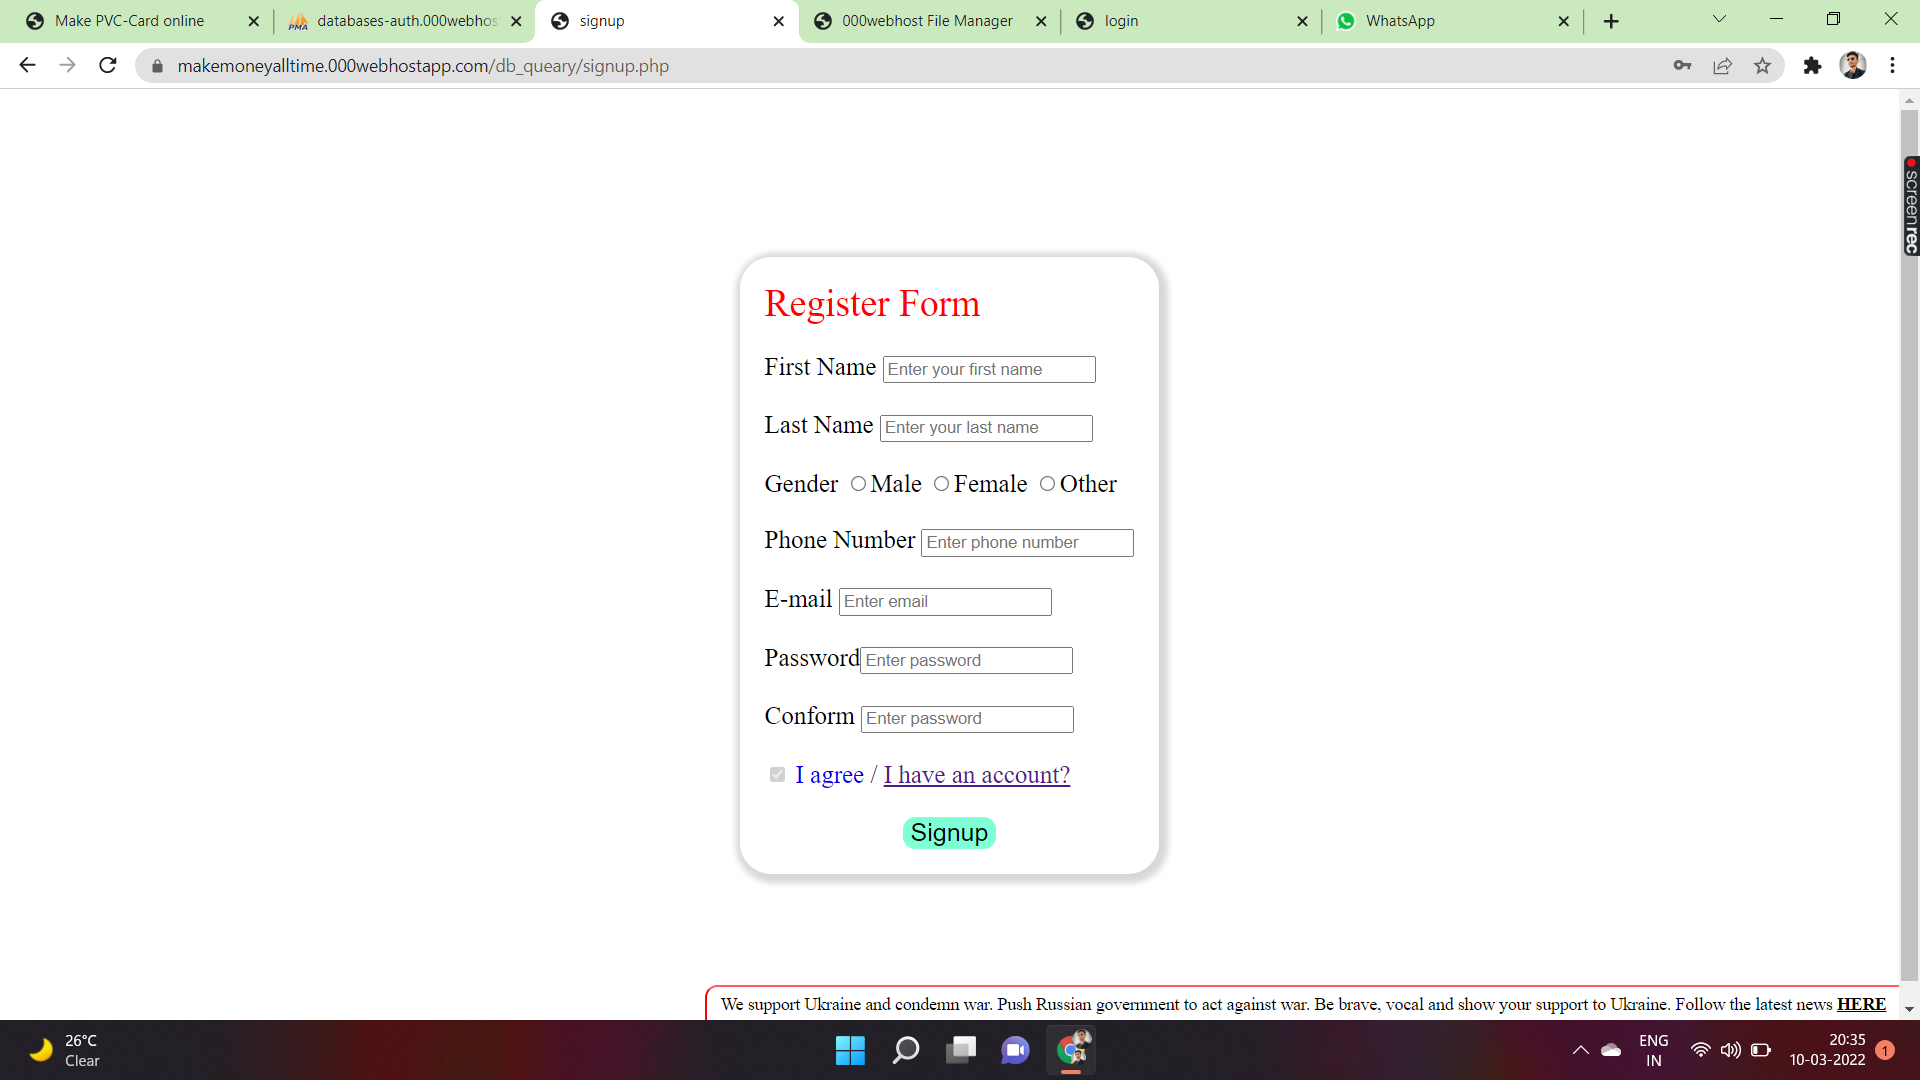 Make PVC-Card online
databases-auth.000webhos
signup
000webhost File Manager
login
WhatsApp
makemoneyalltime.000webhostapp.com/db_queary/signup.php
screenrec
Register Form
First Name Enter your first name
Last Name Enter your last name
Gender Male Female Other
Phone Number Enter phone number
E-mail Enter email
Password Enter password
Conform Enter password
I agree / I have an account?
Signup
We support Ukraine and condemn war. Push Russian government to act against war. Be brave, vocal and show your support to Ukraine. Follow the latest news HERE
26°C
Clear
ENG
IN
20:35
10-03-2022
1